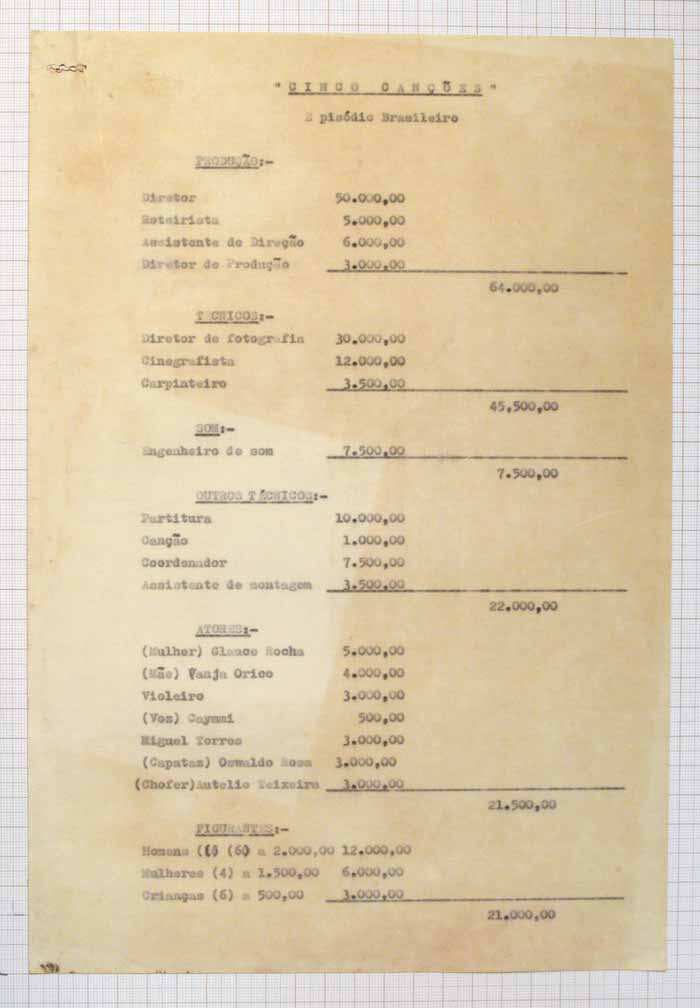 "CINCO CANÇÕES"
E pisódio Brasileiro
PRODUÇÃO:-
Diretor 50.000,00
Roteirista 5.000,00
Assistente de Direção 6.000,00
Diretor de Produção 3.000,00
64.000,00
TECNICOS:-
Diretor de fotografia 30.000,00
Cinegrafista 12.000,00
Carpinteiro 3.500,00
45,500,00
SOM:-
Engenheiro de som 7.500,00
7.500,00
OUTROS TÉCNICOS:-
Partitura 10.000,00
Canção 1.000,00
Coordenador 7.500,00
Assistente de montagem 3.500,00
22.000,00
ATORES:-
(Mulher) Glauce Rocha 5.000,00
(Mãe) Vanja Orico 4.000,00
Violeiro 3.000,00
(Voz) Caymmi 500,00
Miguel Torres 3.000,00
(Capataz) Oswaldo Rosa 3.000,00
(Chofer)Autelio Teixeira 3.000,00
21.500,00
FIGURANTES:-
Homens (6) a 2.000,00 12.000,00
Mulheres (4) a 1.500,00 6.000,00
Crianças (6) a 500,00 3.000,00
21.000,00